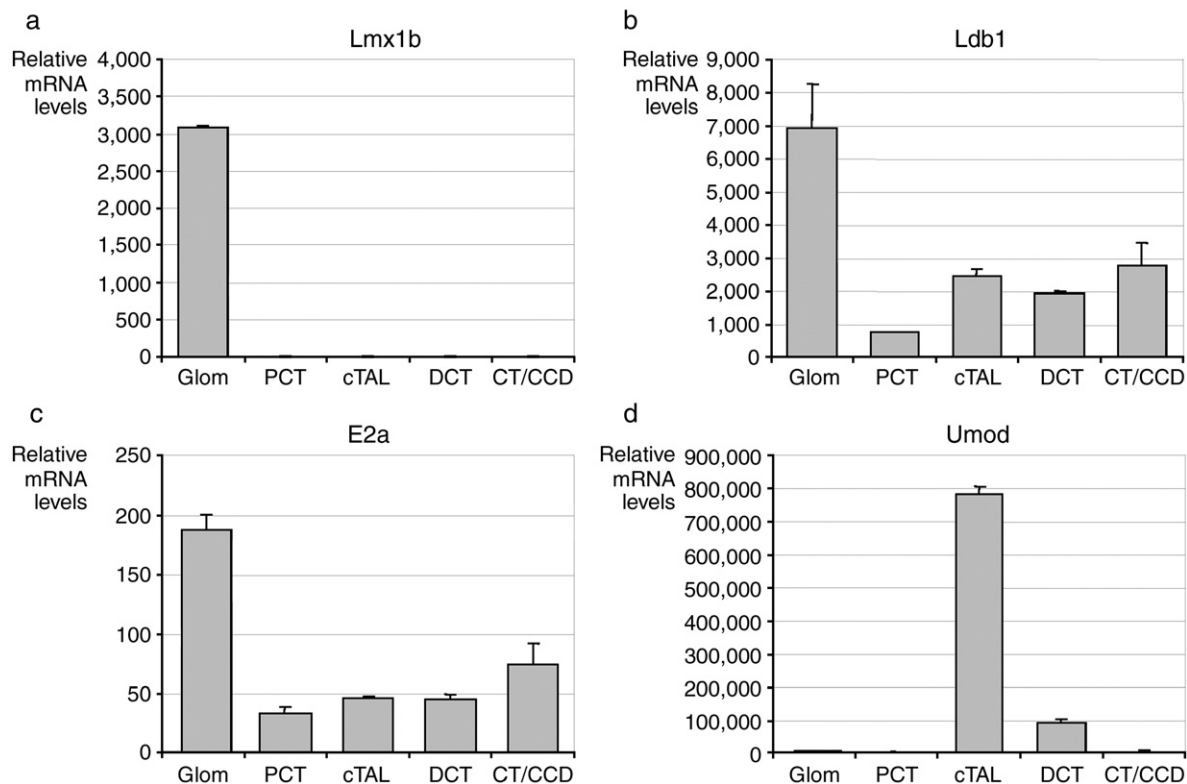 a
Lmx1b
Relative
mRNA
levels
4,000
3,500
3,000
2,500
2,000
1,500
1,000
500
0
Glom PCT cTAL DCT CT/CCD
b
Ldb1
Relative
mRNA
levels
9,000
8,000
7,000
6,000
5,000
4,000
3,000
2,000
1,000
0
Glom PCT cTAL DCT CT/CCD
c
E2a
Relative
mRNA
levels
250
200
150
100
50
0
Glom PCT cTAL DCT CT/CCD
d
Umod
Relative
mRNA
levels
900,000
800,000
700,000
600,000
500,000
400,000
300,000
200,000
100,000
0
Glom PCT cTAL DCT CT/CCD